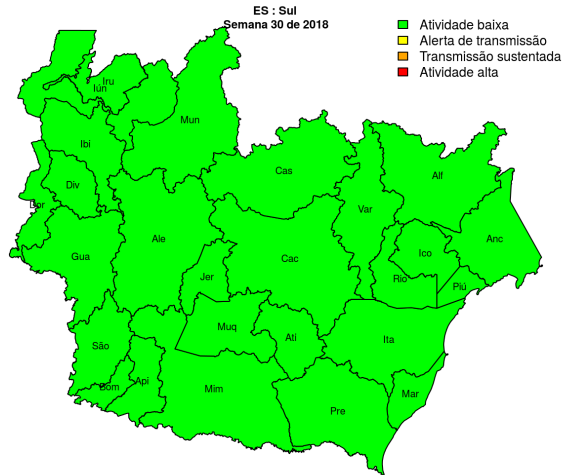 ES : Sul
Semana 30 de 2018
Atividade baixa
Alerta de transmissão
Transmissão sustentada
Atividade alta
Iru
Iún
Mun
Ibi
Cas
Alf
Div
Dor
Var
Ale
Anc
Gua
Cac
Ico
Jer
Rio
Piú
Muq
Ati
Ita
São
Api
Bom
Mim
Mar
Pre